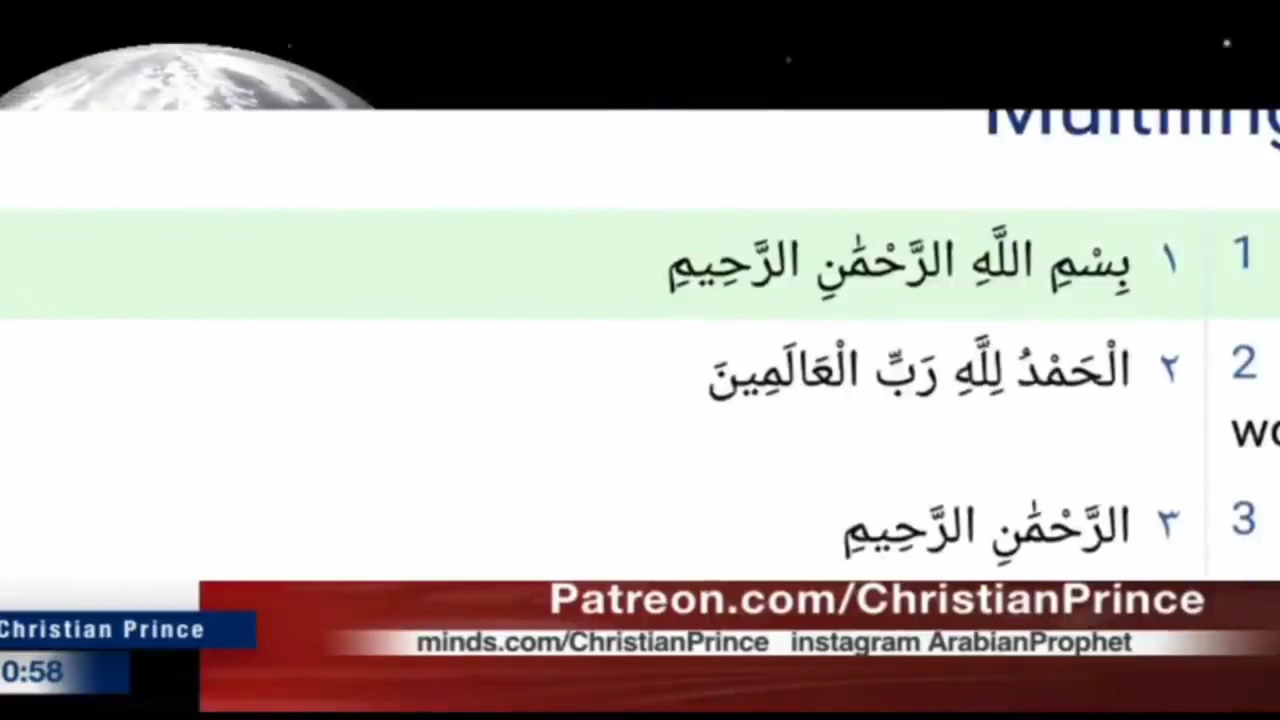 ١ بِسْمِ اللَّهِ الرَّحْمَٰنِ الرَّحِيمِ
1
٢ الْحَمْدُ لِلَّهِ رَبِّ الْعَالَمِينَ
2
٣ الرَّحْمَٰنِ الرَّحِيمِ
3
Patreon.com/ChristianPrince
Christian Prince
minds.com/ChristianPrince instagram ArabianProphet
0:58